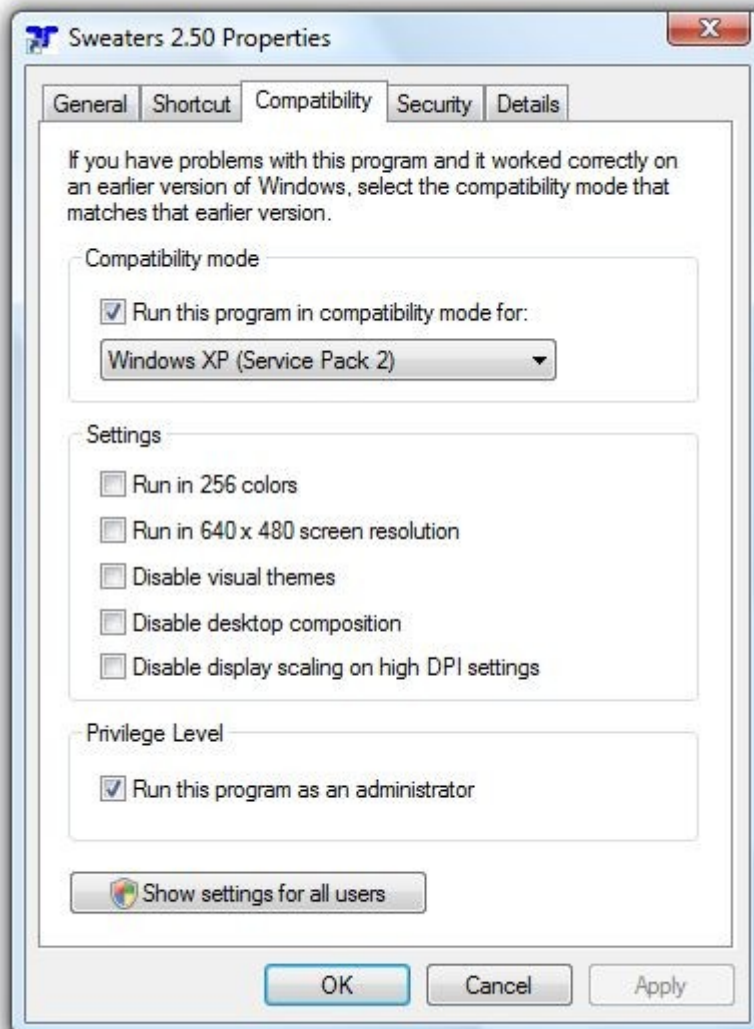 Sweaters 2.50 Properties
General Shortcut Compatibility Security Details
If you have problems with this program and it worked correctly on
an earlier version of Windows, select the compatibility mode that
matches that earlier version.
Compatibility mode
Run this program in compatibility mode for:
Windows XP (Service Pack 2)
Settings
Run in 256 colors
Run in 640 x 480 screen resolution
Disable visual themes
Disable desktop composition
Disable display scaling on high DPI settings
Privilege Level
Run this program as an administrator
Show settings for all users
OK Cancel Apply